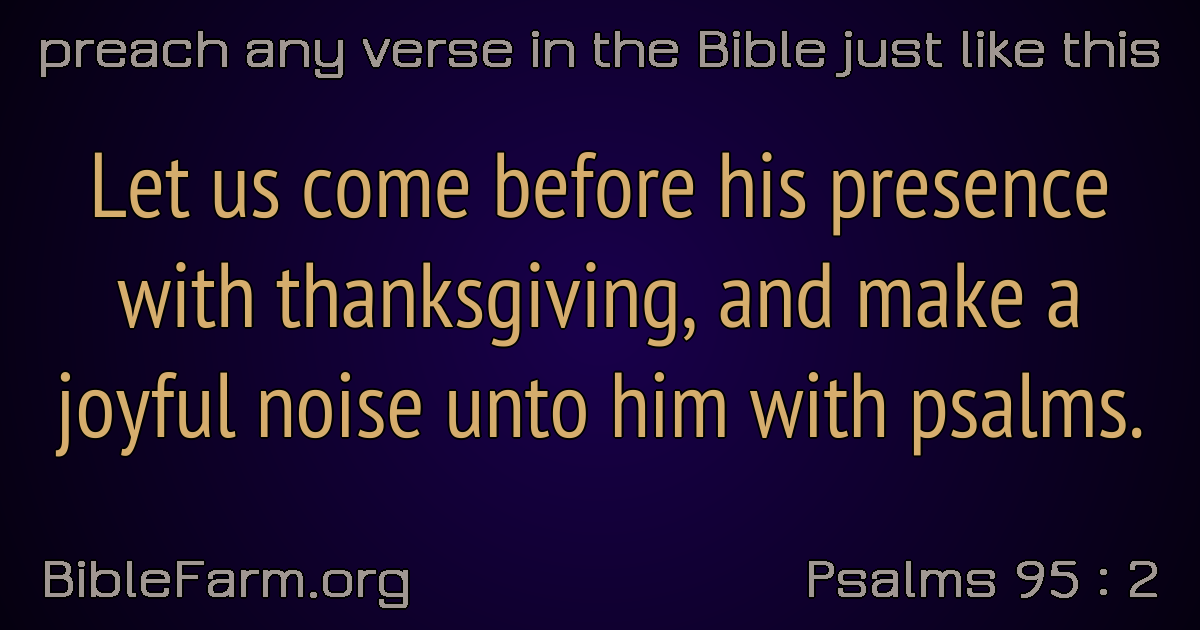 preach any verse in the Bible just like this
Let us come before his presence
with thanksgiving, and make a
joyful noise unto him with psalms.
BibleFarm.org
Psalms 95 : 2